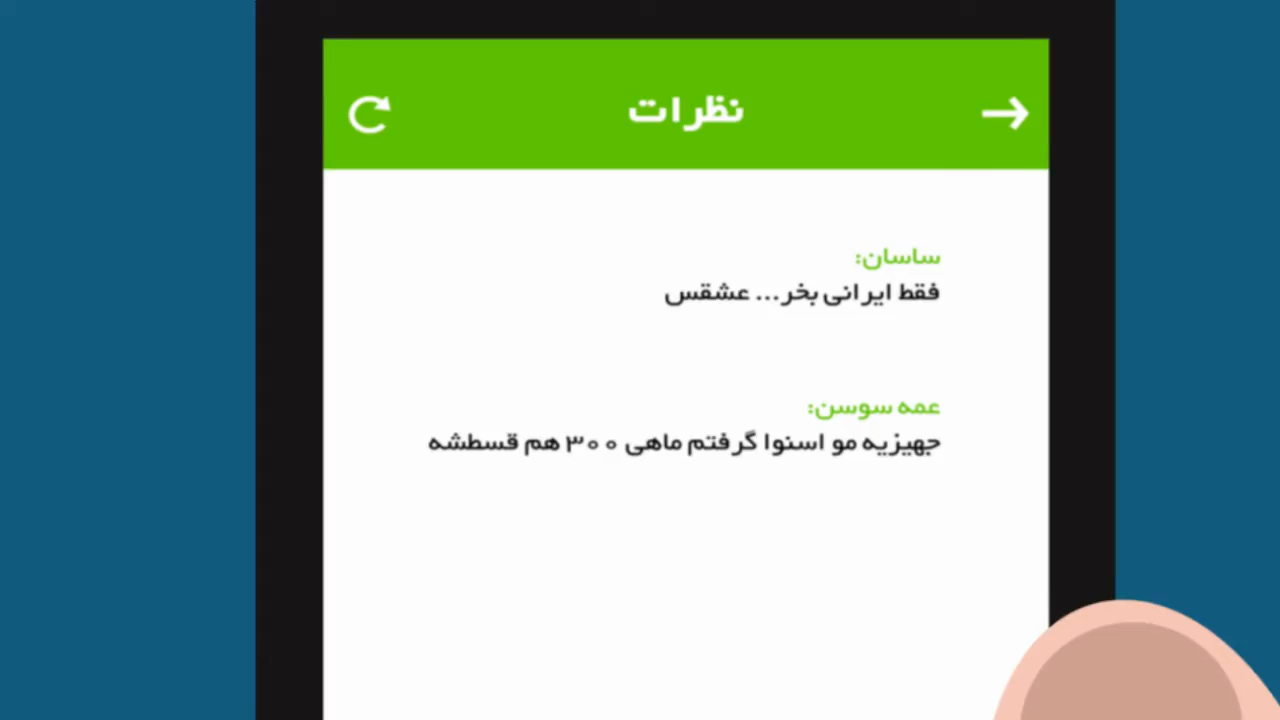 نظرات
ساسان:
فقط ایرانی بخر... عشقس
عمه سوسن:
جهیزیه مو اسنوا گرفتم ماهی ۳۰۰ هم قسطشه